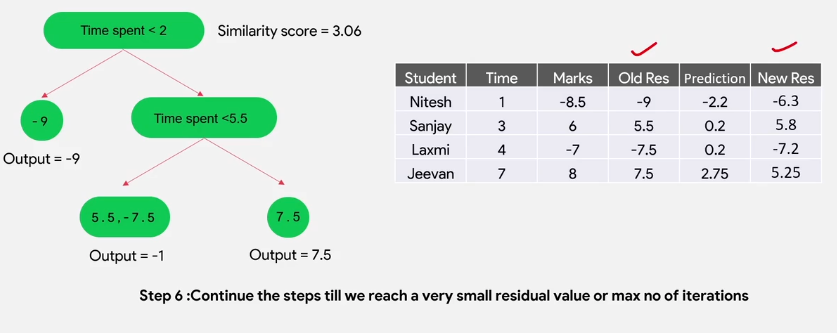 Time spent < 2
Similarity score = 3.06
- 9
Output = -9
Time spent <5.5
5.5,-7.5
Output = -1
7.5
Output = 7.5
Student Time Marks Old Res Prediction New Res
Nitesh 1 -8.5 -9 -2.2 -6.3
Sanjay 3 6 5.5 0.2 5.8
Laxmi 4 -7 -7.5 0.2 -7.2
Jeevan 7 8 7.5 2.75 5.25
Step 6 :Continue the steps till we reach a very small residual value or max no of iterations